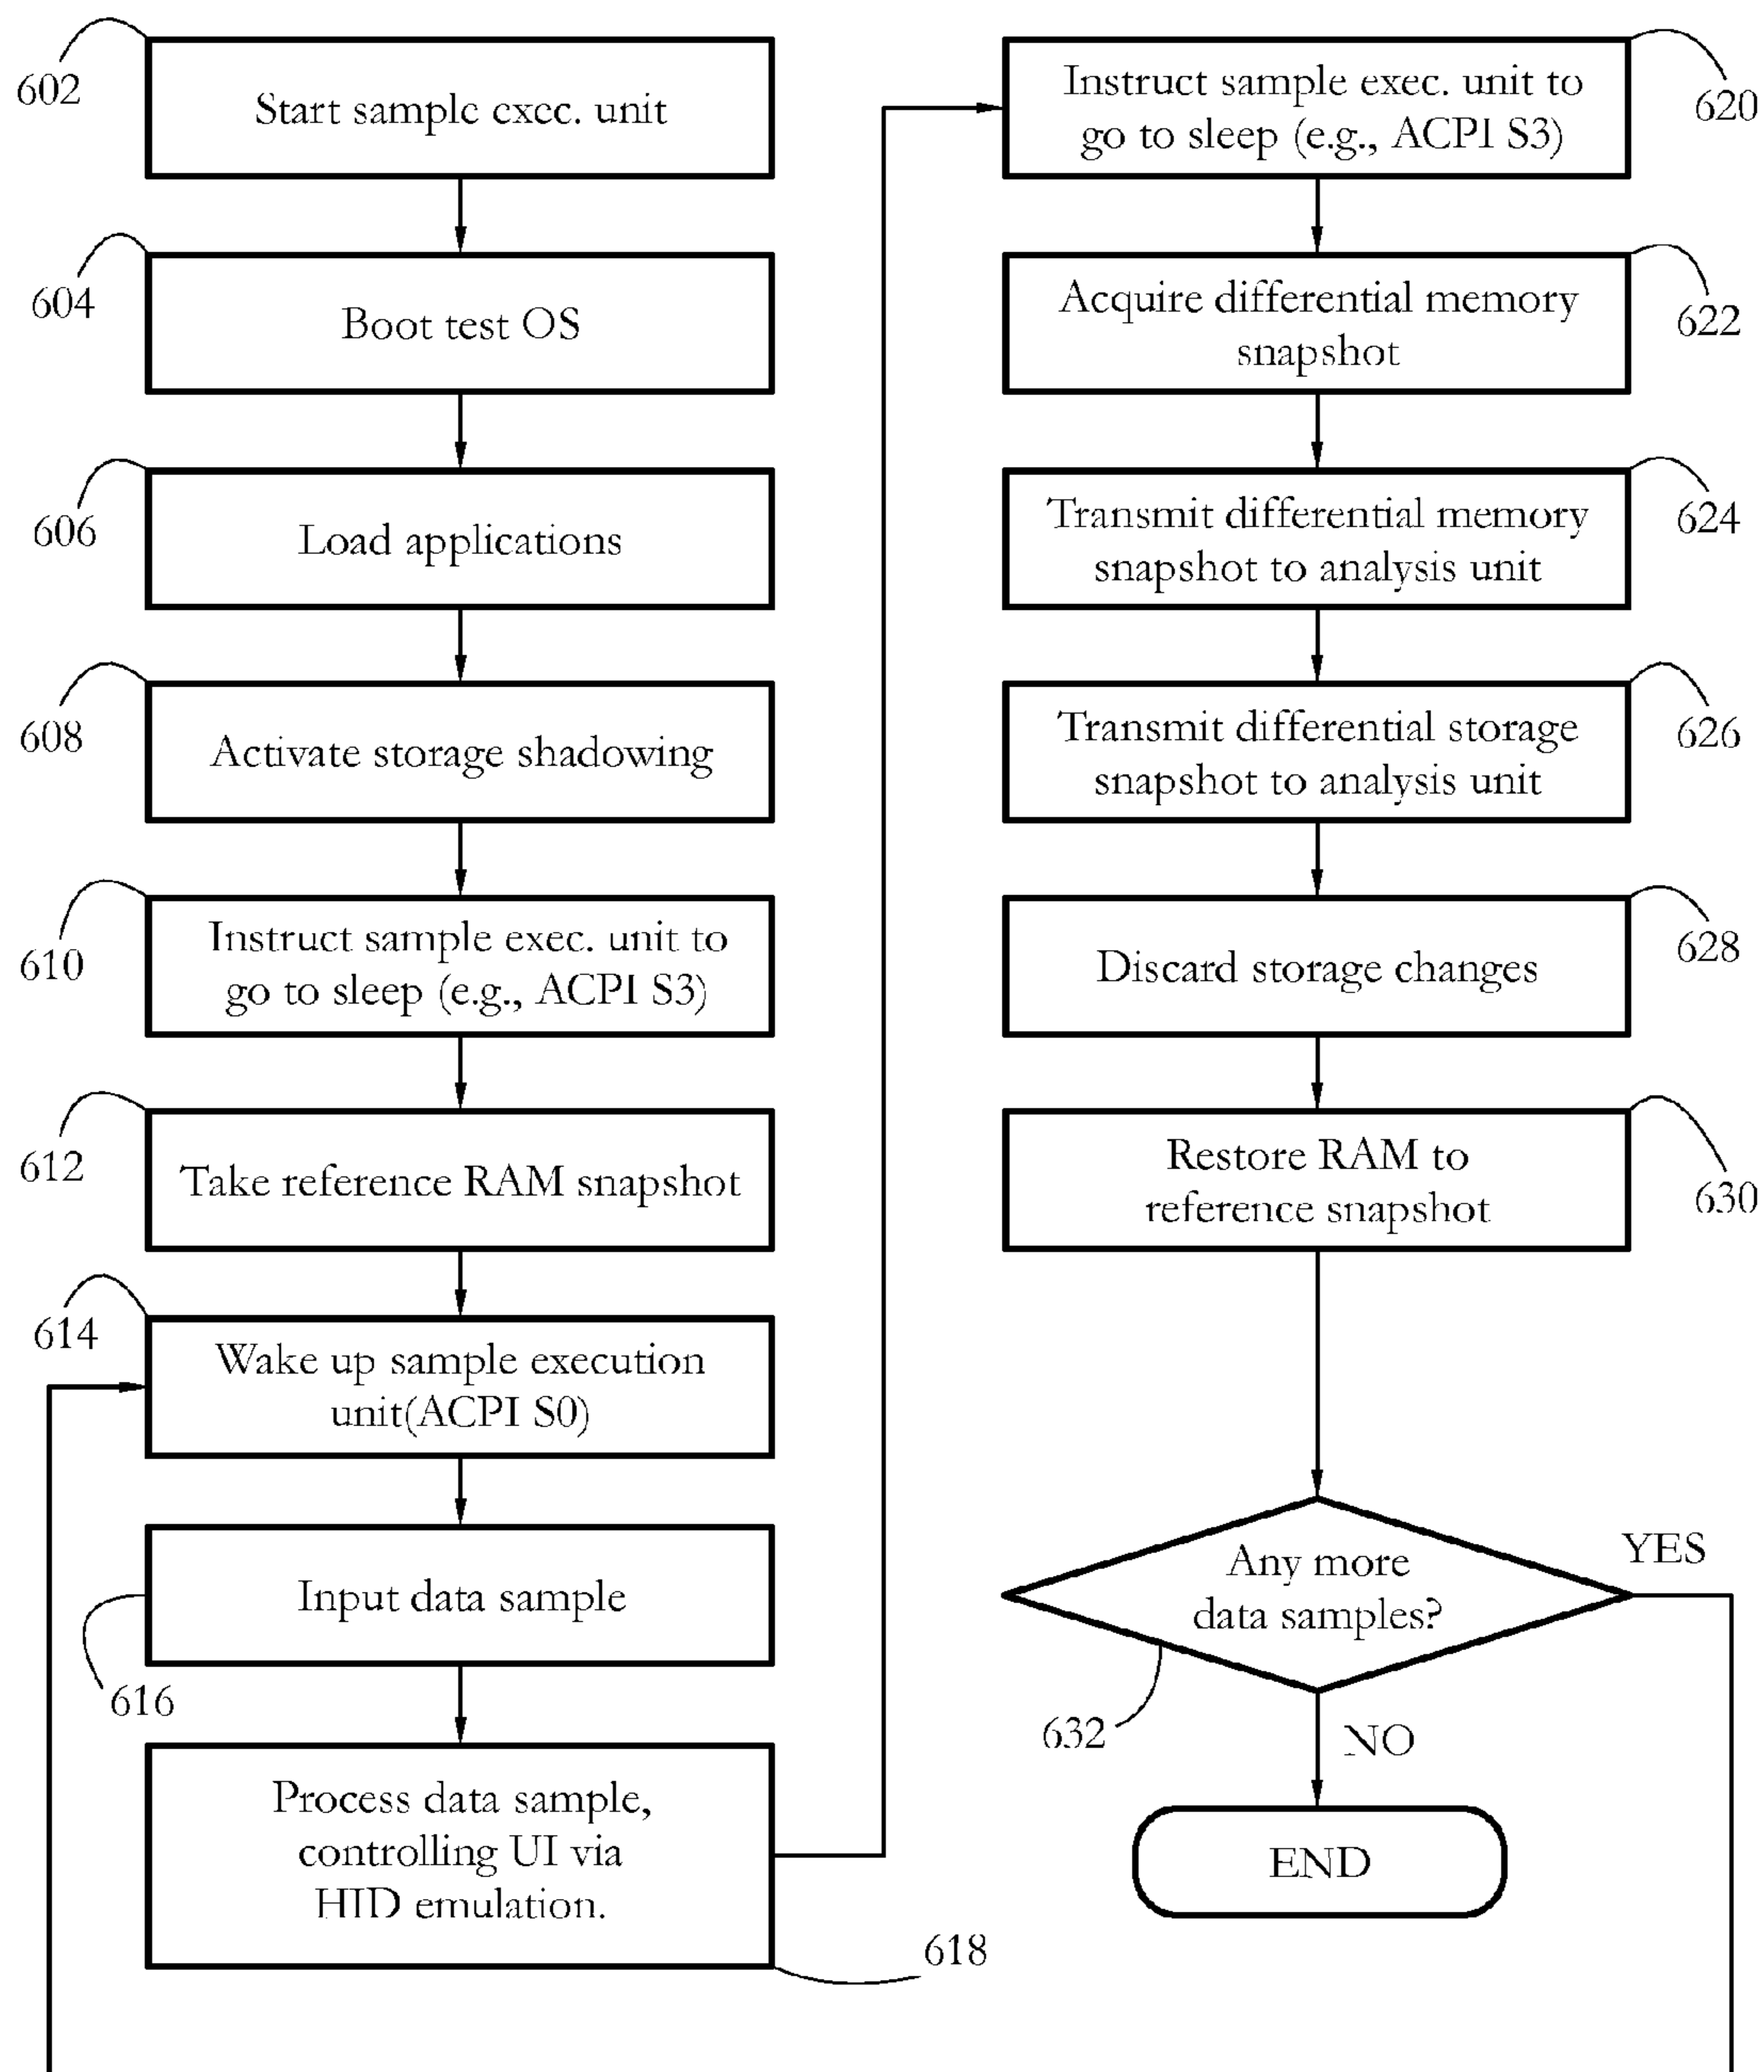 602
Start sample exec. unit
604
Boot test OS
606
Load applications
608
Activate storage shadowing
610
Instruct sample exec. unit to
go to sleep (e.g., ACPI S3)
612
Take reference RAM snapshot
614
Wake up sample execution
unit(ACPI S0)
Input data sample
616
Process data sample,
controlling UI via
HID emulation.
618
Instruct sample exec. unit to
go to sleep (e.g., ACPI S3)
620
Acquire differential memory
snapshot
622
Transmit differential memory
snapshot to analysis unit
624
Transmit differential storage
snapshot to analysis unit
626
Discard storage changes
628
Restore RAM to
reference snapshot
630
Any more
data samples?
YES
632
NO
END